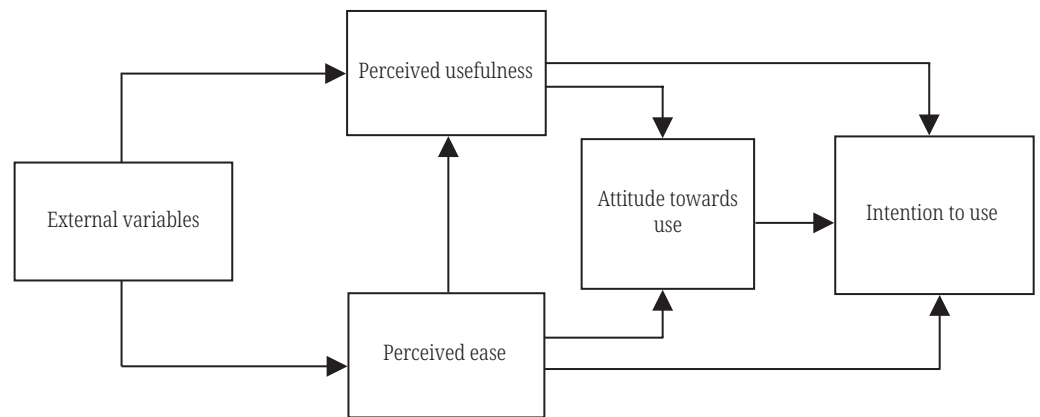 Perceived usefulness
External variables
Attitude towards
use
Intention to use
Perceived ease